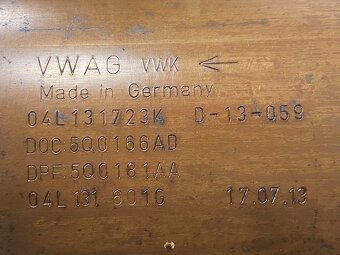 VWAG VWK ←
Made in Germany
04L131723K D-13-059
DOC:5Q0166AD
DPF:5Q0181AA
04L 131 601G 17.07.13